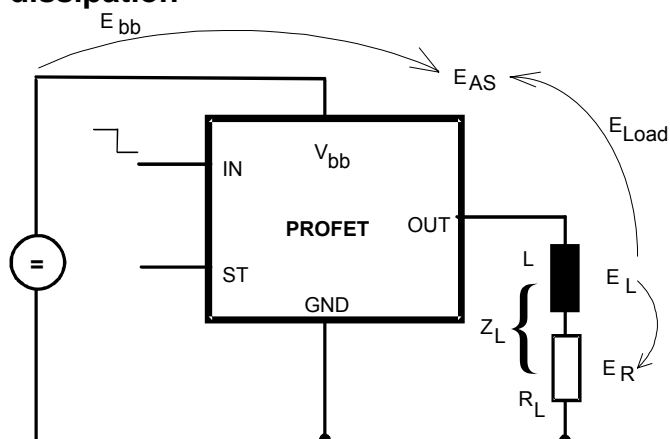 dissipation
E bb
E AS
E Load
IN
V bb
PROFET
OUT
=
ST
GND
L
E L
Z L
{
R L
E R